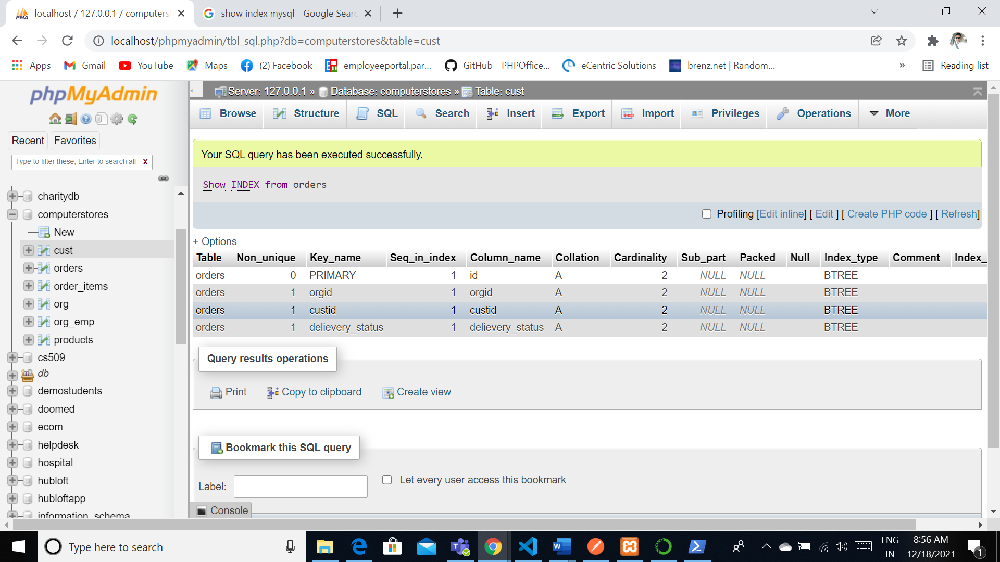 localhost / 127.0.0.1 / computers
show index mysql - Google Searc
localhost/phpmyadmin/tbl_sql.php?db=computerstores&table=cust
Apps
Gmail
YouTube
Maps
(2) Facebook
employeeportal.par...
GitHub - PHPOffice...
eCentric Solutions
brenz.net | Random...
»
Reading list
phpMyAdmin
Recent
Favorites
Type to filter these, Enter to search all X
charitydb
computerstores
New
cust
orders
order_items
org
org_emp
products
cs509
db
demostudents
doomed
ecom
helpdesk
hospital
hubloft
hubloftapp
information_schema
Server: 127.0.0.1 » Database: computerstores » Table: cust
Browse Structure SQL Search Insert Export Import Privileges Operations More
Your SQL query has been executed successfully.
Show INDEX from orders
Profiling [Edit inline] [ Edit ] [ Create PHP code ] [ Refresh]
+ Options
Table Non_unique Key_name Seq_in_index Column_name Collation Cardinality Sub_part Packed Null Index_type Comment Index_
orders 0 PRIMARY 1 id A 2 NULL NULL BTREE
orders 1 orgid 1 orgid A 2 NULL NULL BTREE
orders 1 custid 1 custid A 2 NULL NULL BTREE
orders 1 delievery_status 1 delievery_status A 2 NULL NULL BTREE
Query results operations
Print Copy to clipboard Create view
Bookmark this SQL query
Label:
Let every user access this bookmark
Console
Type here to search
ENG
IN
8:56 AM
12/18/2021
1